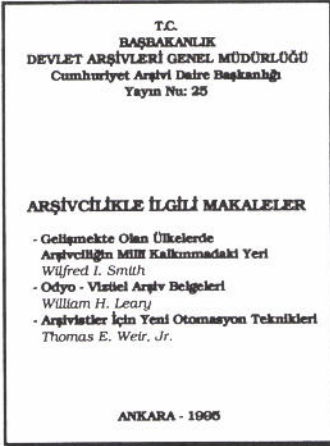 T.C.
BAŞBAKANLIK
DEVLET ARŞİVLERİ GENEL MÜDÜRLÜĞÜ
Cumhuriyet Arşivi Daire Başkanlığı
Yayın Nu: 25
ARŞİVCİLİKLE İLGİLİ MAKALELER
- Gelişmekte Olan Ülkelerde
Arşivciliğin Milli Kalkınmadaki Yeri
Wilfred I. Smith
- Odyo - Vizüel Arşiv Belgeleri
William H. Leary
- Arşivistler İçin Yeni Otomasyon Teknikleri
Thomas E. Weir, Jr.
ANKARA - 1995